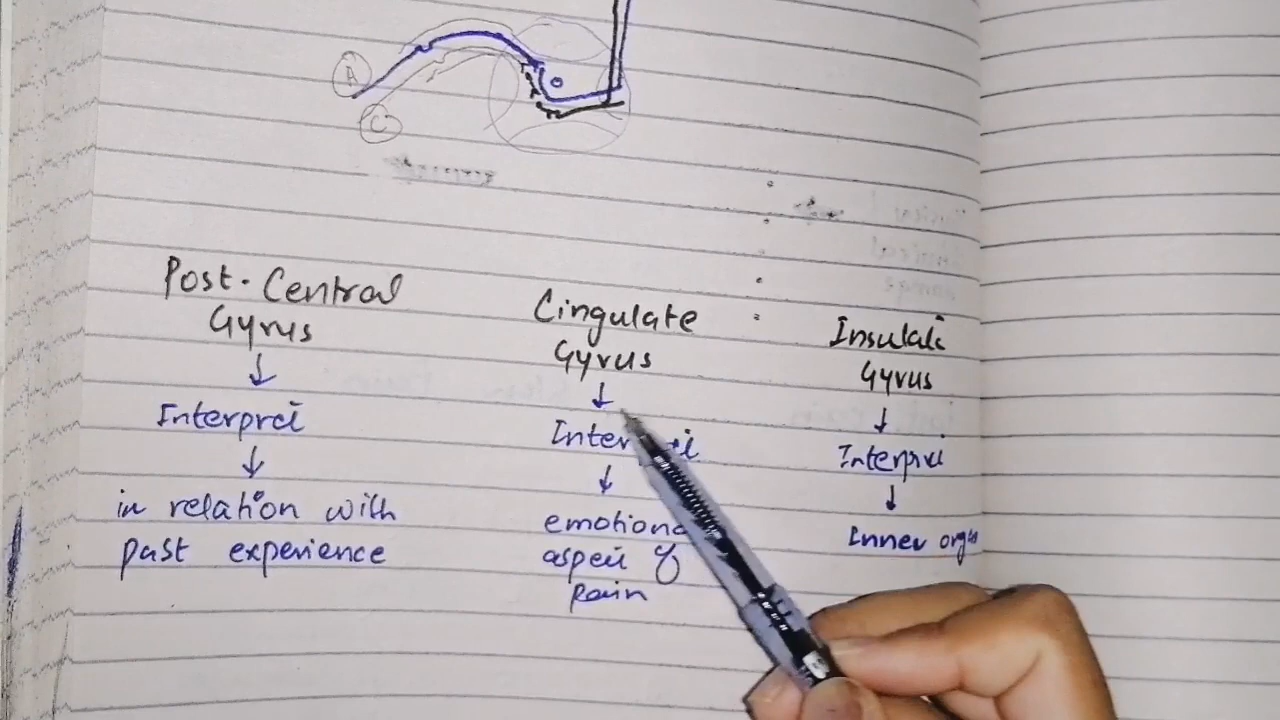 A
C
Post-Central
Gyrus
↓
Interpret
↓
in relation with
past experience
Cingulate
Gyrus
↓
↓
emotional
aspect of
pain
Insular
Gyrus
↓
Interpret
↓
Inner organ